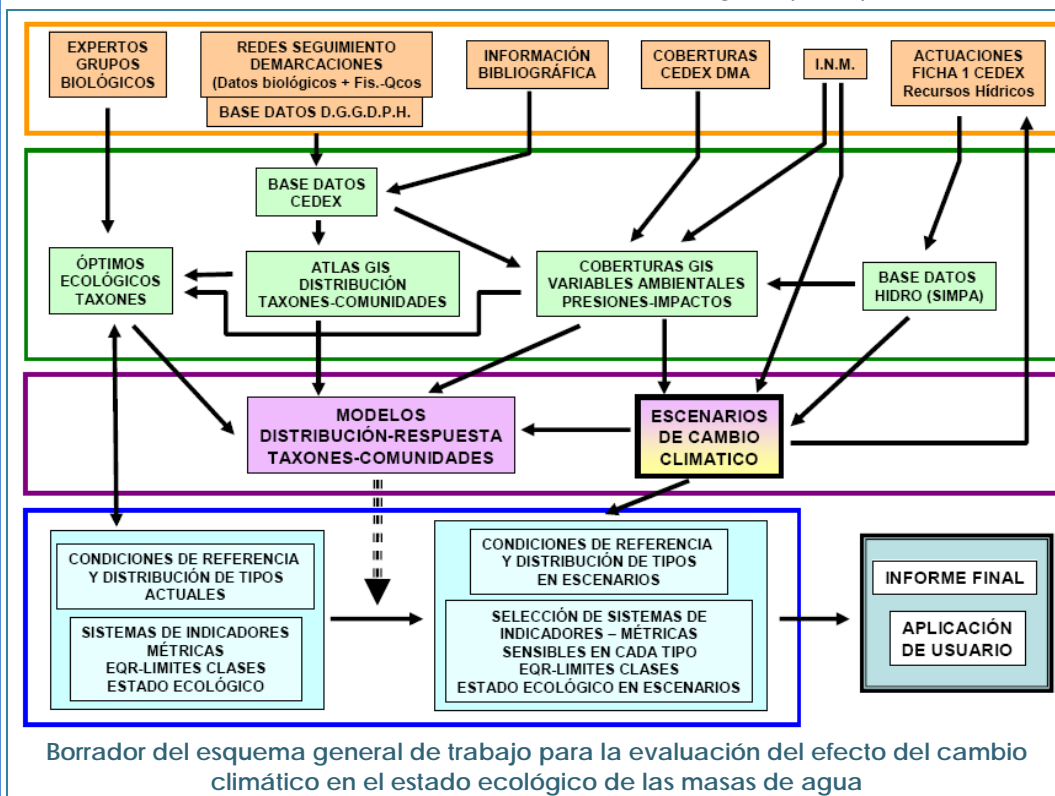 EXPERTOS
GRUPOS
BIOLÓGICOS
REDES SEGUIMIENTO
DEMARCACIONES
(Datos biológicos + Fis.-Qcos
BASE DATOS D.G.G.D.P.H.
INFORMACIÓN
BIBLIOGRÁFICA
COBERTURAS
CEDEX DMA
I.N.M.
ACTUACIONES
FICHA 1 CEDEX
Recursos Hídricos
BASE DATOS
CEDEX
ÓPTIMOS
ECOLÓGICOS
TAXONES
ATLAS GIS
DISTRIBUCIÓN
TAXONES-COMUNIDADES
COBERTURAS GIS
VARIABLES AMBIENTALES
PRESIONES-IMPACTOS
BASE DATOS
HIDRO (SIMPA)
MODELOS
DISTRIBUCIÓN-RESPUESTA
TAXONES-COMUNIDADES
ESCENARIOS
DE CAMBIO
CLIMATICO
CONDICIONES DE REFERENCIA
Y DISTRIBUCIÓN DE TIPOS
ACTUALES
SISTEMAS DE INDICADORES
MÉTRICAS
EQR-LIMITES CLASES
ESTADO ECOLÓGICO
CONDICIONES DE REFERENCIA
Y DISTRIBUCIÓN DE TIPOS
EN ESCENARIOS
SELECCIÓN DE SISTEMAS DE
INDICADORES – MÉTRICAS
SENSIBLES EN CADA TIPO
EQR-LIMITES CLASES
ESTADO ECOLÓGICO EN ESCENARIOS
INFORME FINAL
APLICACIÓN
DE USUARIO
Borrador del esquema general de trabajo para la evaluación del efecto del cambio
climático en el estado ecológico de las masas de agua